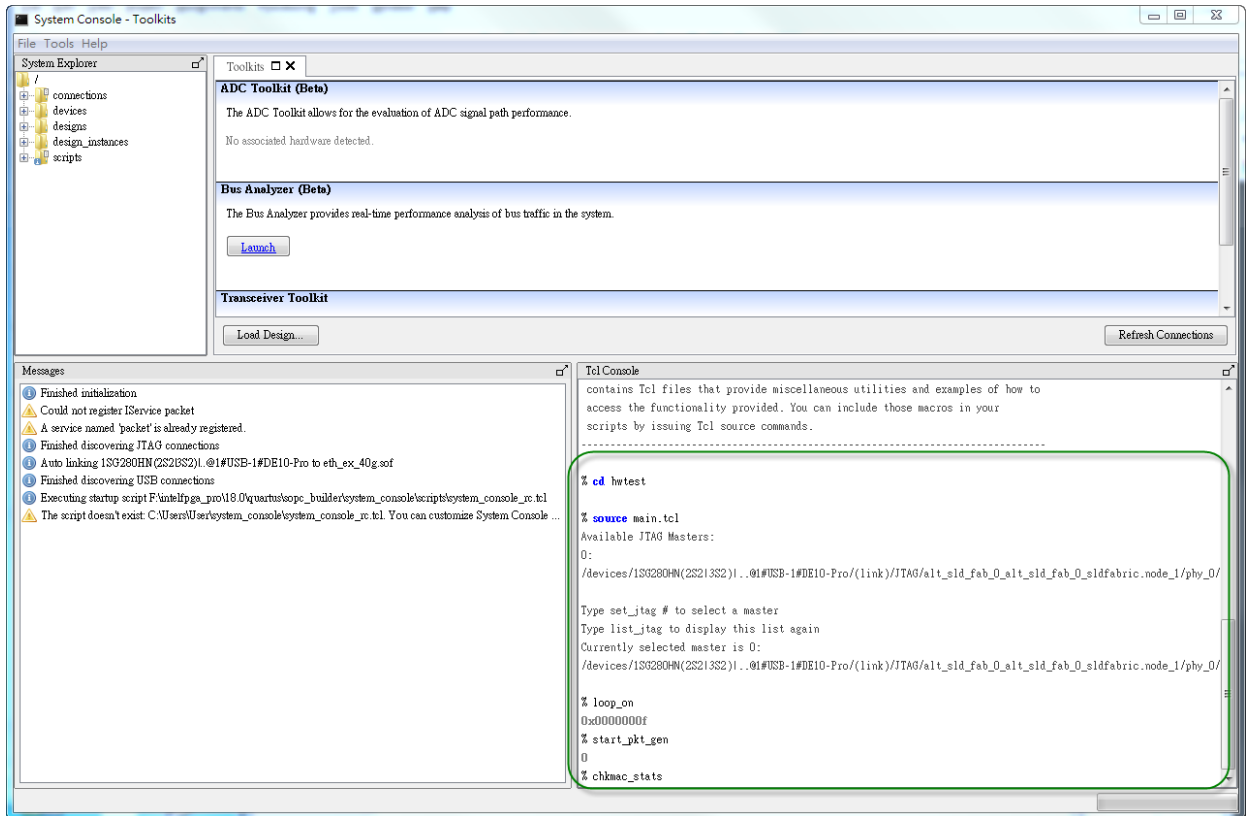 System Console - Toolkits
File Tools Help
System Explorer
/
connections
devices
designs
design_instances
scripts
Toolkits
ADC Toolkit (Beta)
The ADC Toolkit allows for the evaluation of ADC signal path performance.
No associated hardware detected.
Bus Analyzer (Beta)
The Bus Analyzer provides real-time performance analysis of bus traffic in the system.
Launch
Transceiver Toolkit
Load Design...
Refresh Connections
Messages
Finished initialization
Could not register IService packet
A service named 'packet' is already registered.
Finished discovering JTAG connections
Auto linking 1SG280HN(2S2|3S2)|..@1#USB-1#DE10-Pro to eth_ex_40g.sof
Finished discovering USB connections
Executing startup script F:\intelfpga_pro\18.0\quartus\sopc_builder\system_console\scripts\system_console_rc.tcl
The script doesn't exist: C:\Users\User\system_console\system_console_rc.tcl. You can customize System Console ...
Tcl Console
contains Tcl files that provide miscellaneous utilities and examples of how to
access the functionality provided. You can include those macros in your
scripts by issuing Tcl source commands.
-----------------------------------------------------------------------
% cd hwtest
% source main.tcl
Available JTAG Masters:
0:
/devices/1SG280HN(2S2|3S2)|..@1#USB-1#DE10-Pro/(link)/JTAG/alt_sld_fab_0_alt_sld_fab_0_sldfabric.node_1/phy_0/
Type set_jtag # to select a master
Type list_jtag to display this list again
Currently selected master is 0:
/devices/1SG280HN(2S2|3S2)|..@1#USB-1#DE10-Pro/(link)/JTAG/alt_sld_fab_0_alt_sld_fab_0_sldfabric.node_1/phy_0/
% loop_on
0x0000000f
% start_pkt_gen
0
% chkmac_stats